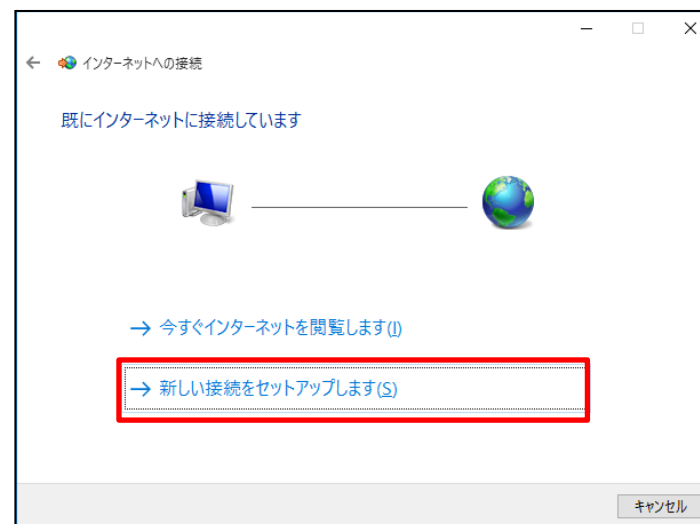 インターネットへの接続
既にインターネットに接続しています
今すぐインターネットを閲覧します(I)
新しい接続をセットアップします(S)
キャンセル